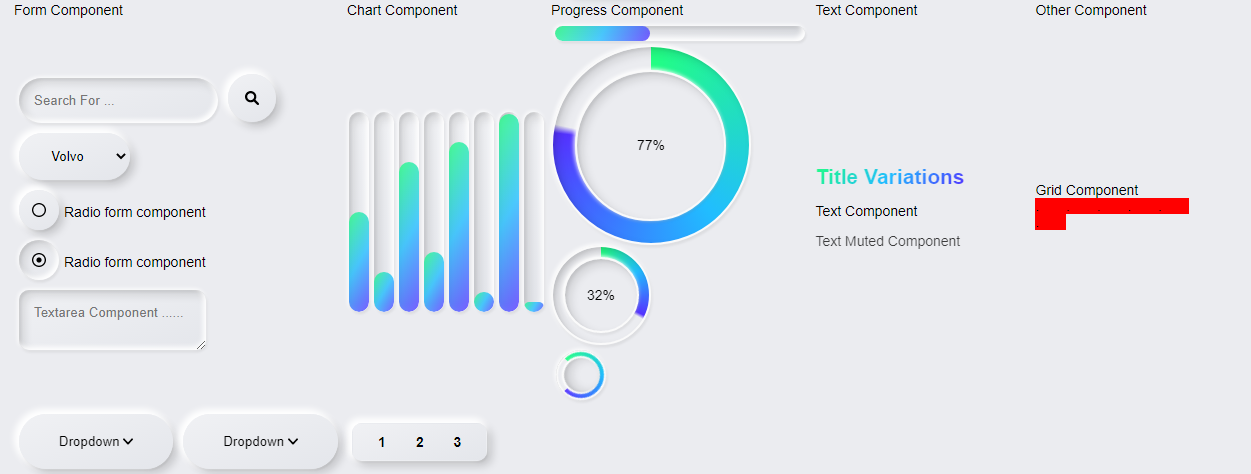 Form Component
Chart Component
Progress Component
Text Component
Other Component
Search For ...
Volvo
Radio form component
Radio form component
Textarea Component ......
77%
32%
Title Variations
Text Component
Text Muted Component
Grid Component
Dropdown
Dropdown
1 2 3